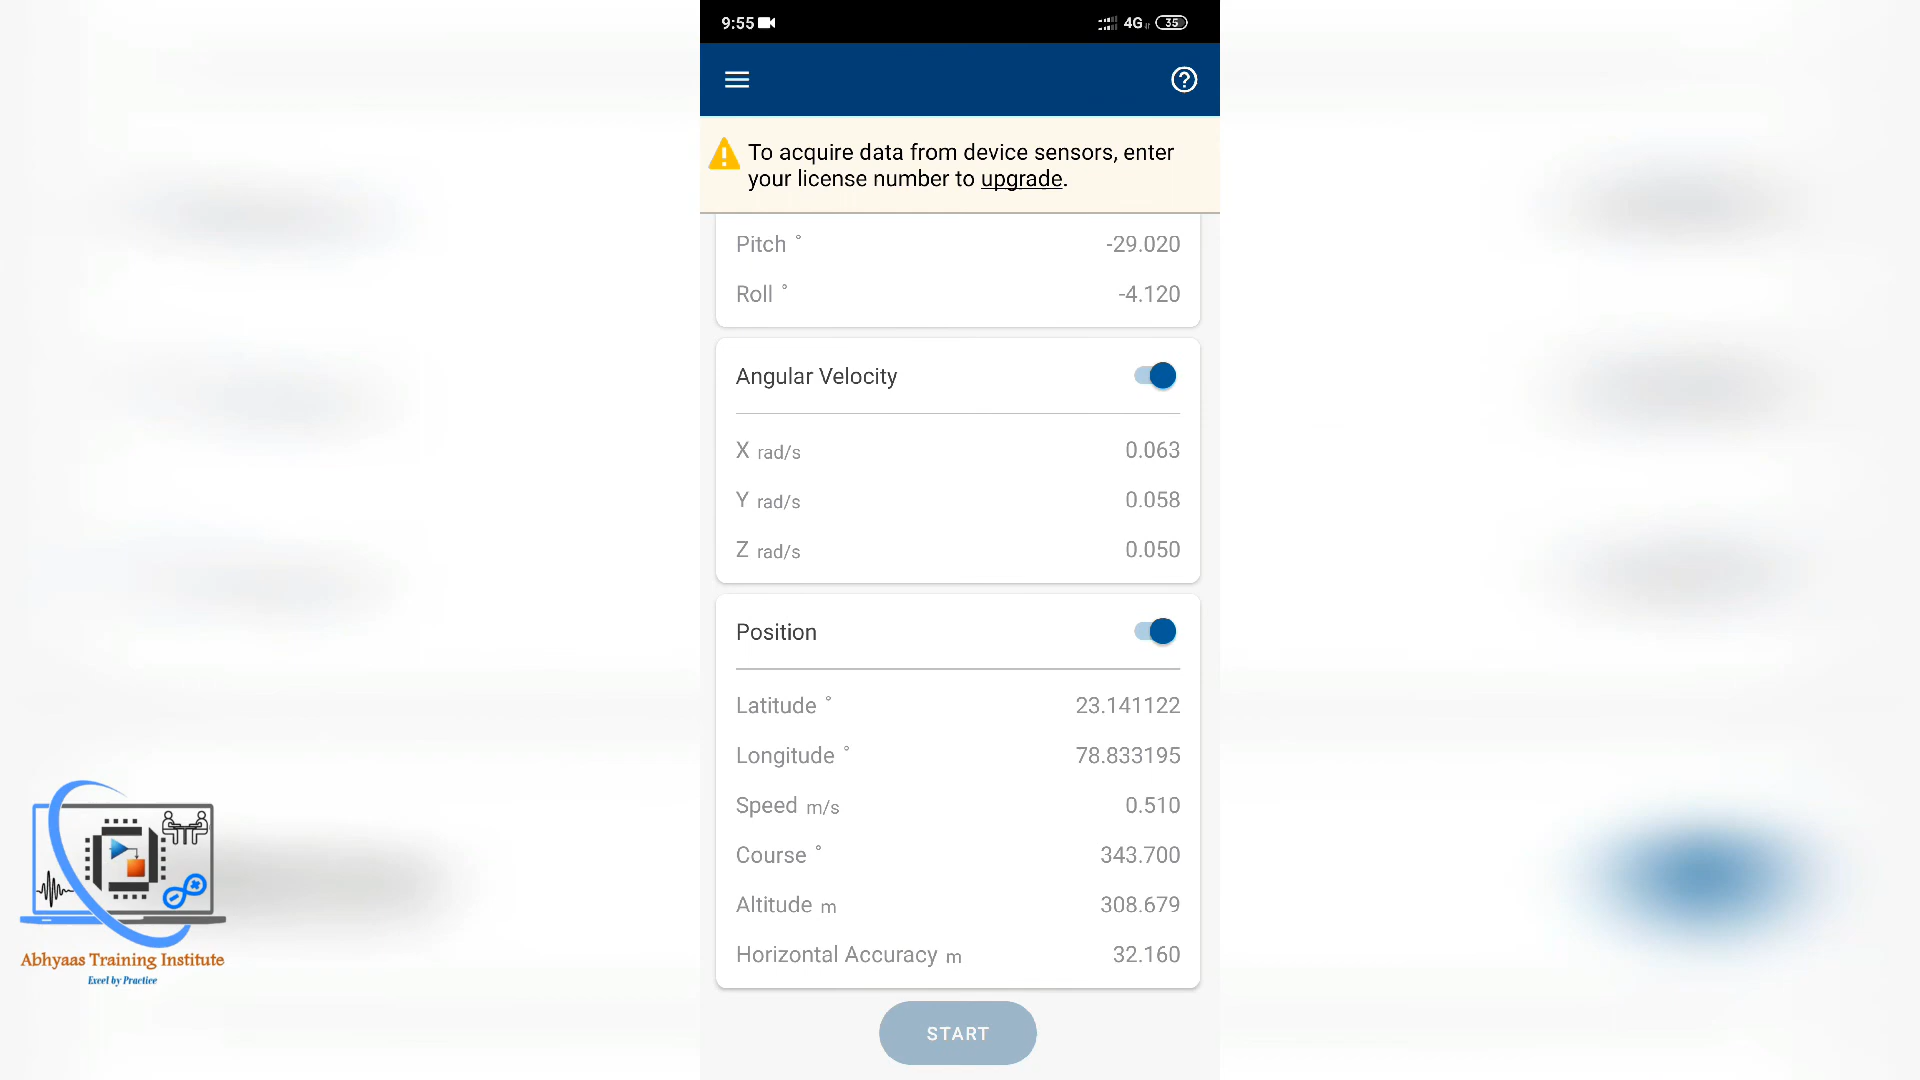 9:55
4G 35
To acquire data from device sensors, enter
your license number to upgrade.
Pitch ° -29.020
Roll ° -4.120
Angular Velocity
X rad/s 0.063
Y rad/s 0.058
Z rad/s 0.050
Position
Latitude ° 23.141122
Longitude ° 78.833195
Speed m/s 0.510
Course ° 343.700
Altitude m 308.679
Horizontal Accuracy m 32.160
START
Abhyaas Training Institute
Excel by Practice